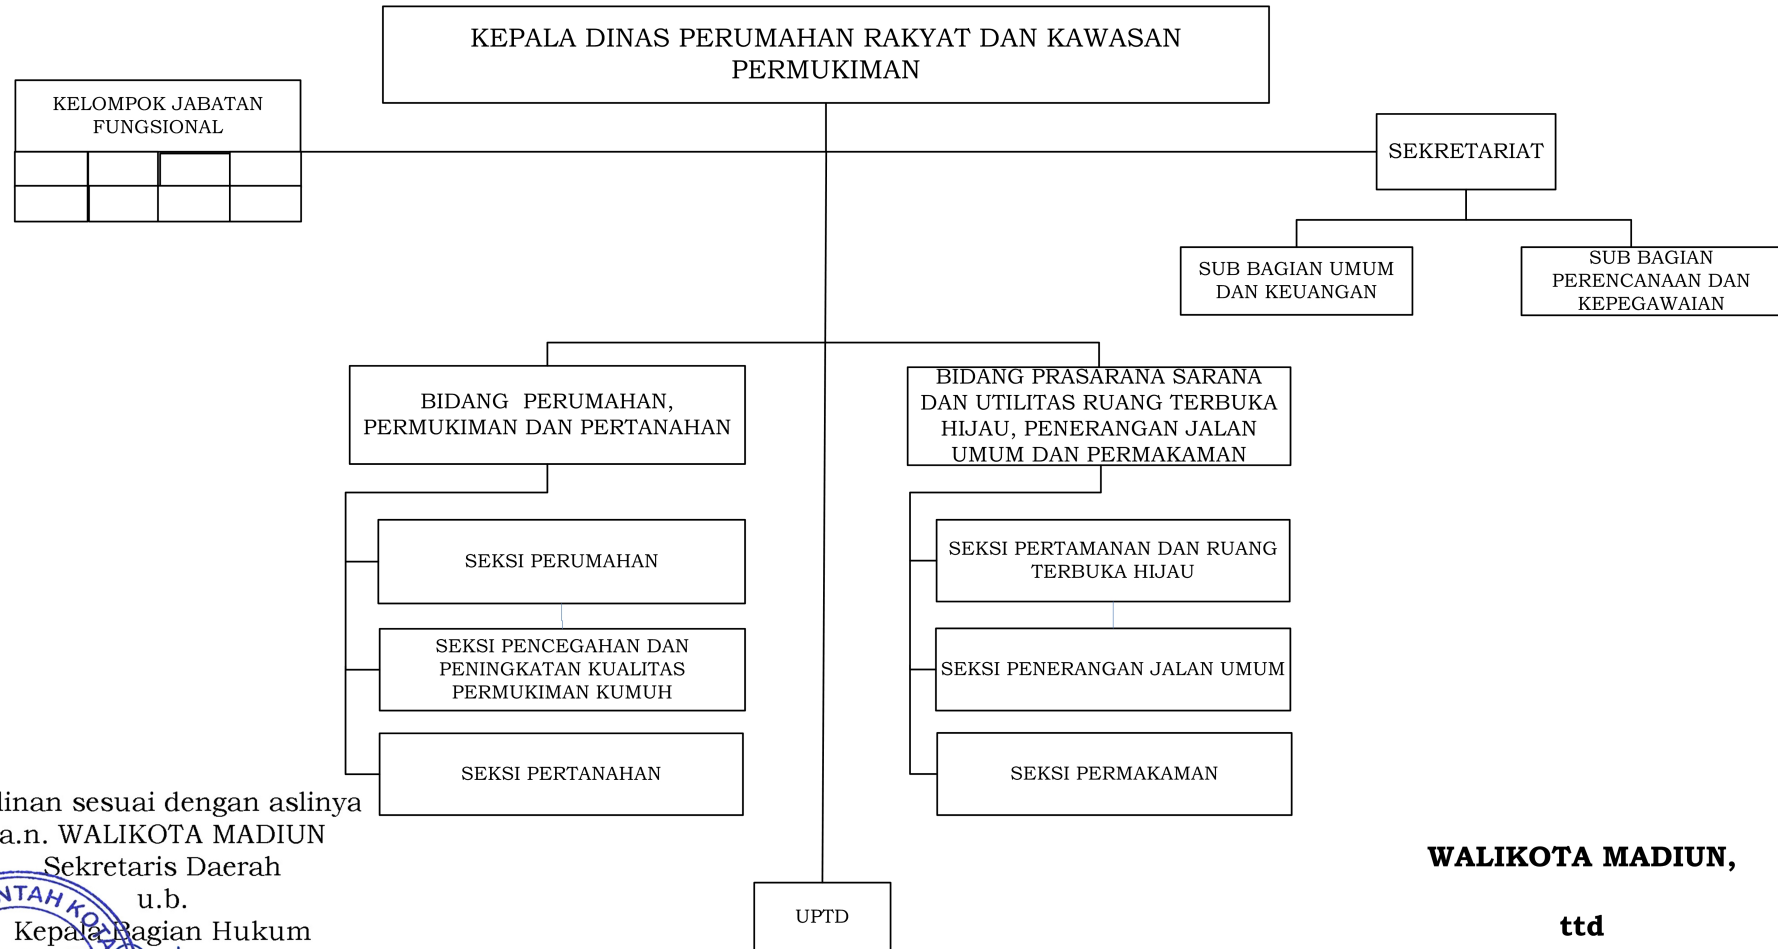 KEPALA DINAS PERUMAHAN RAKYAT DAN KAWASAN
PERMUKIMAN
KELOMPOK JABATAN
FUNGSIONAL
SEKRETARIAT
SUB BAGIAN UMUM
DAN KEUANGAN
SUB BAGIAN
PERENCANAAN DAN
KEPEGAWAIAN
BIDANG PERUMAHAN,
PERMUKIMAN DAN PERTANAHAN
BIDANG PRASARANA SARANA
DAN UTILITAS RUANG TERBUKA
HIJAU, PENERANGAN JALAN
UMUM DAN PERMAKAMAN
SEKSI PERUMAHAN
SEKSI PENCEGAHAN DAN
PENINGKATAN KUALITAS
PERMUKIMAN KUMUH
SEKSI PERTANAHAN
SEKSI PERTAMANAN DAN RUANG
TERBUKA HIJAU
SEKSI PENERANGAN JALAN UMUM
SEKSI PERMAKAMAN
UPTD
linan sesuai dengan aslinya
a.n. WALIKOTA MADIUN
Sekretaris Daerah
u.b.
Kepala Bagian Hukum
NTAH KOTA
WALIKOTA MADIUN,
ttd